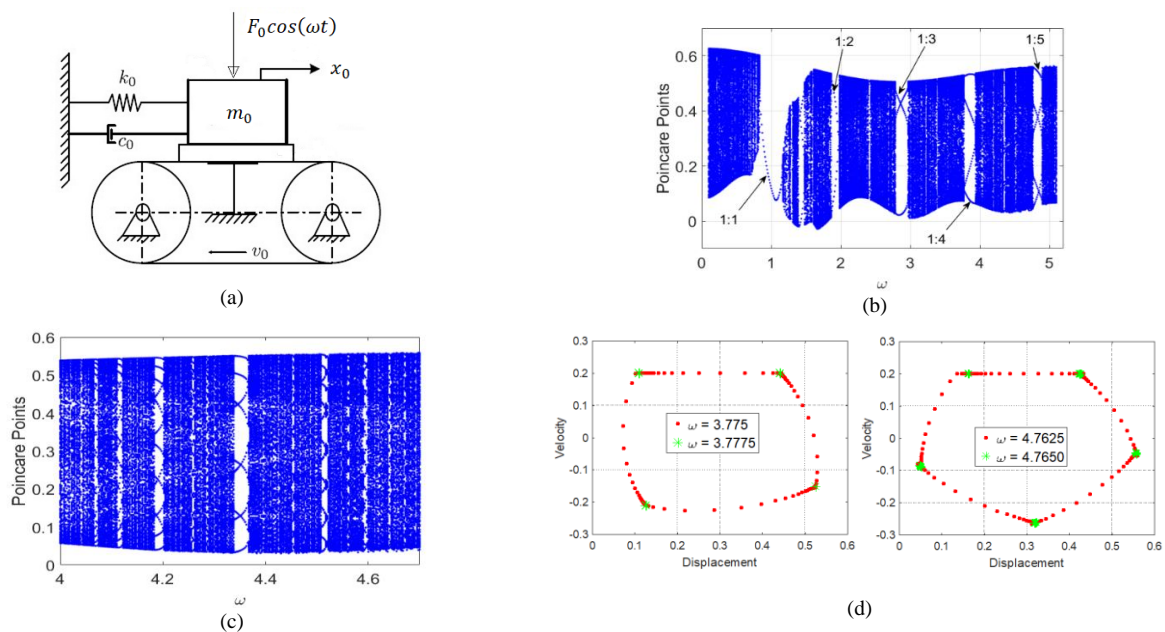 F₀cos(ωt)
x₀
k₀
m₀
c₀
v₀
(a)
1:2
1:3
1:5
0.6
0.4
0.2
0
Poincare Points
1:1
1:4
0 1 2 3 4 5
ω
(b)
0.6
0.5
0.4
0.3
0.2
0.1
0
Poincare Points
4 4.2 4.4 4.6
ω
(c)
0.3
0.2
0.1
0
-0.1
-0.2
-0.3
Velocity
ω = 3.775
ω = 3.7775
0 0.1 0.2 0.3 0.4 0.5 0.6
Displacement
0.3
0.2
0.1
0
-0.1
-0.2
-0.3
Velocity
ω = 4.7625
ω = 4.7650
0 0.1 0.2 0.3 0.4 0.5 0.6
Displacement
(d)